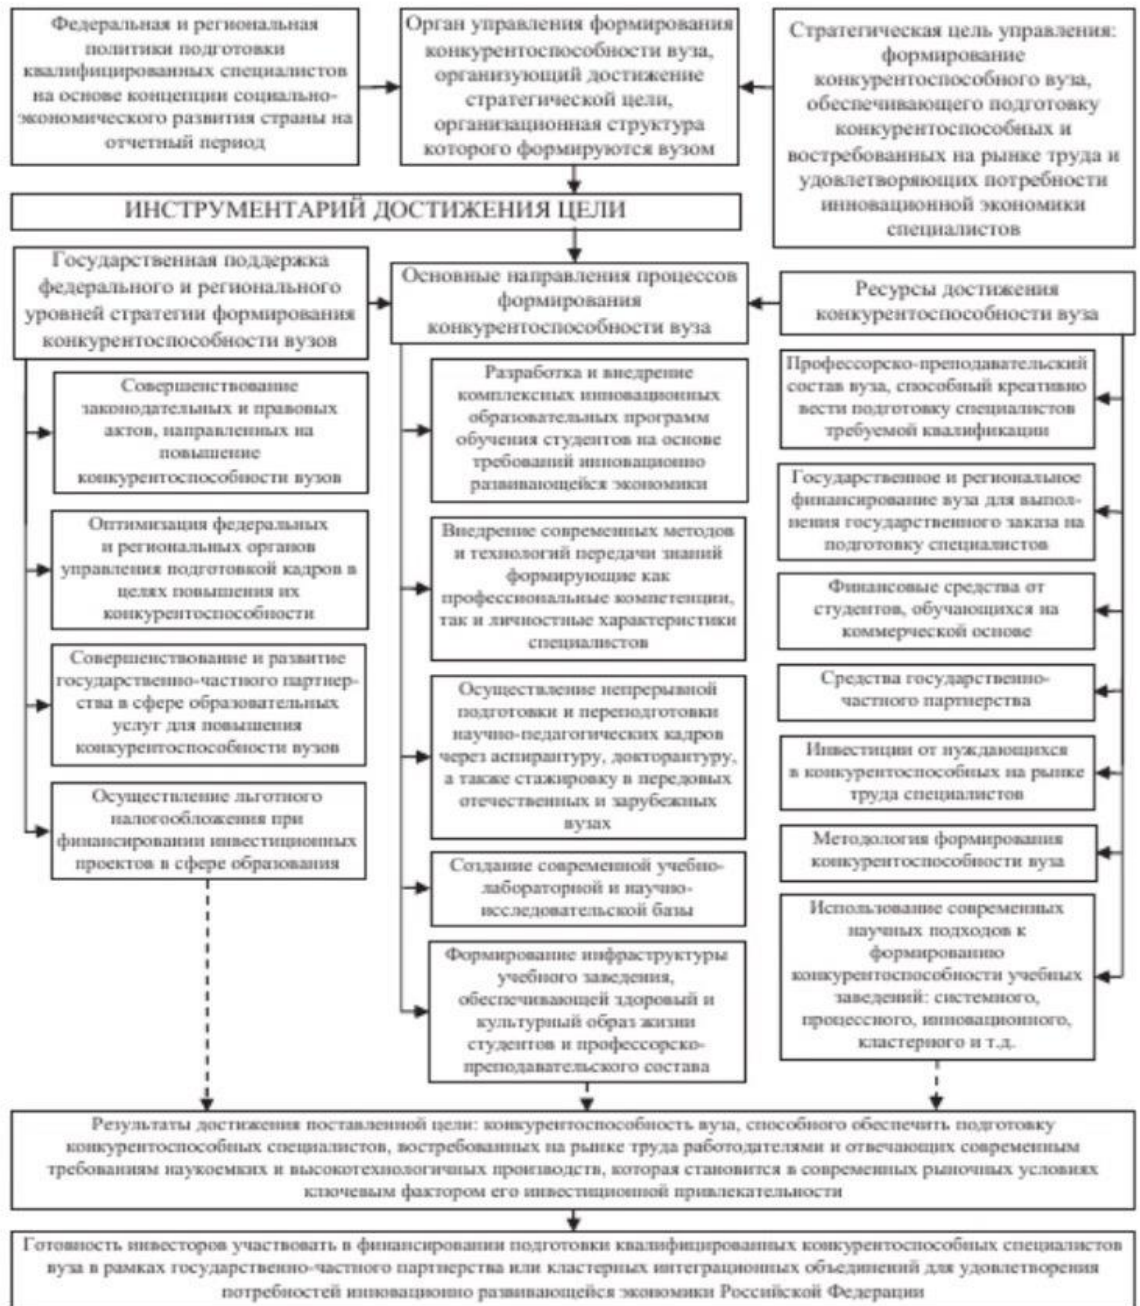 Федеральная и региональная
политики подготовки
квалифицированных специалистов
на основе концепции социально-
экономического развития страны на
отчетный период
Орган управления формирования
конкурентоспособности вуза,
организующий достижение
стратегической цели,
организационная структура
которого формируются вузом
Стратегическая цель управления:
формирование
конкурентоспособного вуза,
обеспечивающего подготовку
конкурентоспособных и
востребованных на рынке труда и
удовлетворяющих потребности
инновационной экономики
специалистов
ИНСТРУМЕНТАРИЙ ДОСТИЖЕНИЯ ЦЕЛИ
Государственная поддержка
федерального и регионального
уровней стратегии формирования
конкурентоспособности вузов
Основные направления процессов
формирования
конкурентоспособности вуза
Ресурсы достижения
конкурентоспособности вуза
Совершенствование
законодательных и правовых
актов, направленных на
повышение
конкурентоспособности вузов
Оптимизация федеральных
и региональных органов
управления подготовкой кадров в
целях повышения их
конкурентоспособности
Совершенствование и развитие
государственно-частного партнер-
ства в сфере образовательных
услуг для повышения
конкурентоспособности вузов
Осуществление льготного
налогообложения при
финансировании инвестиционных
проектов в сфере образования
Разработка и внедрение
комплексных инновационных
образовательных программ
обучения студентов на основе
требований инновационно
развивающейся экономики
Внедрение современных методов
и технологий передачи знаний
формирующие как
профессиональные компетенции,
так и личностные характеристики
специалистов
Осуществление непрерывной
подготовки и переподготовки
научно-педагогических кадров
через аспирантуру, докторантуру,
а также стажировку в передовых
отечественных и зарубежных
вузах
Создание современной учебно-
лабораторной и научно-
исследовательской базы
Формирование инфраструктуры
учебного заведения,
обеспечивающей здоровый и
культурный образ жизни
студентов и профессорско-
преподавательского состава
Профессорско-преподавательский
состав вуза, способный креативно
вести подготовку специалистов
требуемой квалификации
Государственное и региональное
финансирование вуза для выпол-
нения государственного заказа на
подготовку специалистов
Финансовые средства от
студентов, обучающихся на
коммерческой основе
Средства государственно-
частного партнерства
Инвестиции от нуждающихся
в конкурентоспособных на рынке
труда специалистов
Методология формирования
конкурентоспособности вуза
Использование современных
научных подходов к
формированию
конкурентоспособности учебных
заведений: системного,
процессного, инновационного,
кластерного и т.д.
Результаты достижения поставленной цели: конкурентоспособность вуза, способного обеспечить подготовку
конкурентоспособных специалистов, востребованных на рынке труда работодателями и отвечающих современным
требованиям наукоемких и высокотехнологичных производств, которая становится в современных рыночных условиях
ключевым фактором его инвестиционной привлекательности
Готовность инвесторов участвовать в финансировании подготовки квалифицированных конкурентоспособных специалистов
вуза в рамках государственно-частного партнерства или кластерных интеграционных объединений для удовлетворения
потребностей инновационно развивающейся экономики Российской Федерации